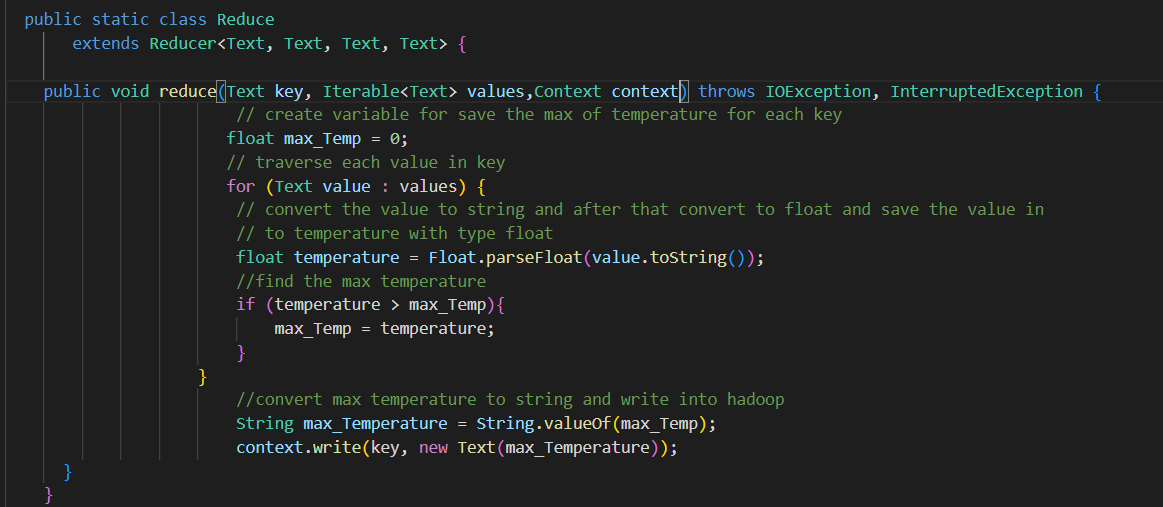 public static class Reduce
extends Reducer<Text, Text, Text, Text> {
public void reduce(Text key, Iterable<Text> values,Context context) throws IOException, InterruptedException {
// create variable for save the max of temperature for each key
float max_Temp = 0;
// traverse each value in key
for (Text value : values) {
// convert the value to string and after that convert to float and save the value in
// to temperature with type float
float temperature = Float.parseFloat(value.toString());
//find the max temperature
if (temperature > max_Temp){
max_Temp = temperature;
}
}
//convert max temperature to string and write into hadoop
String max_Temperature = String.valueOf(max_Temp);
context.write(key, new Text(max_Temperature));
}
}